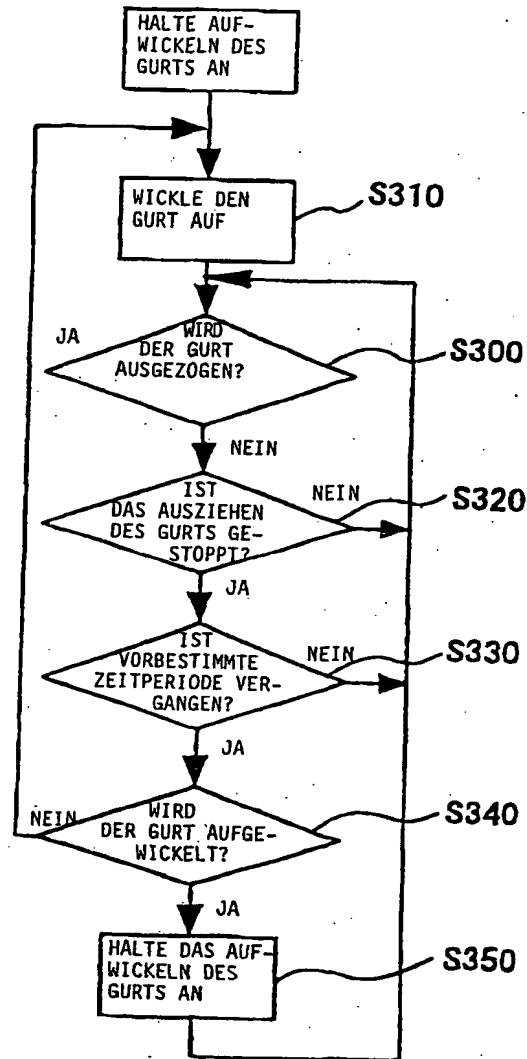 HALTE AUF-
WICKELN DES
GURTS AN
WICKLE DEN
GURT AUF
S310
JA
WIRD
DER GURT
AUSGEZOGEN?
S300
NEIN
IST
DAS AUSZIEHEN
DES GURTS GE-
STOPPT?
NEIN
S320
JA
IST
VORBESTIMMTE
ZEITPERIODE VER-
GANGEN?
NEIN
S330
JA
NEIN
WIRD
DER GURT AUFGE-
WICKELT?
S340
JA
HALTE DAS AUF-
WICKELN DES
GURTS AN
S350